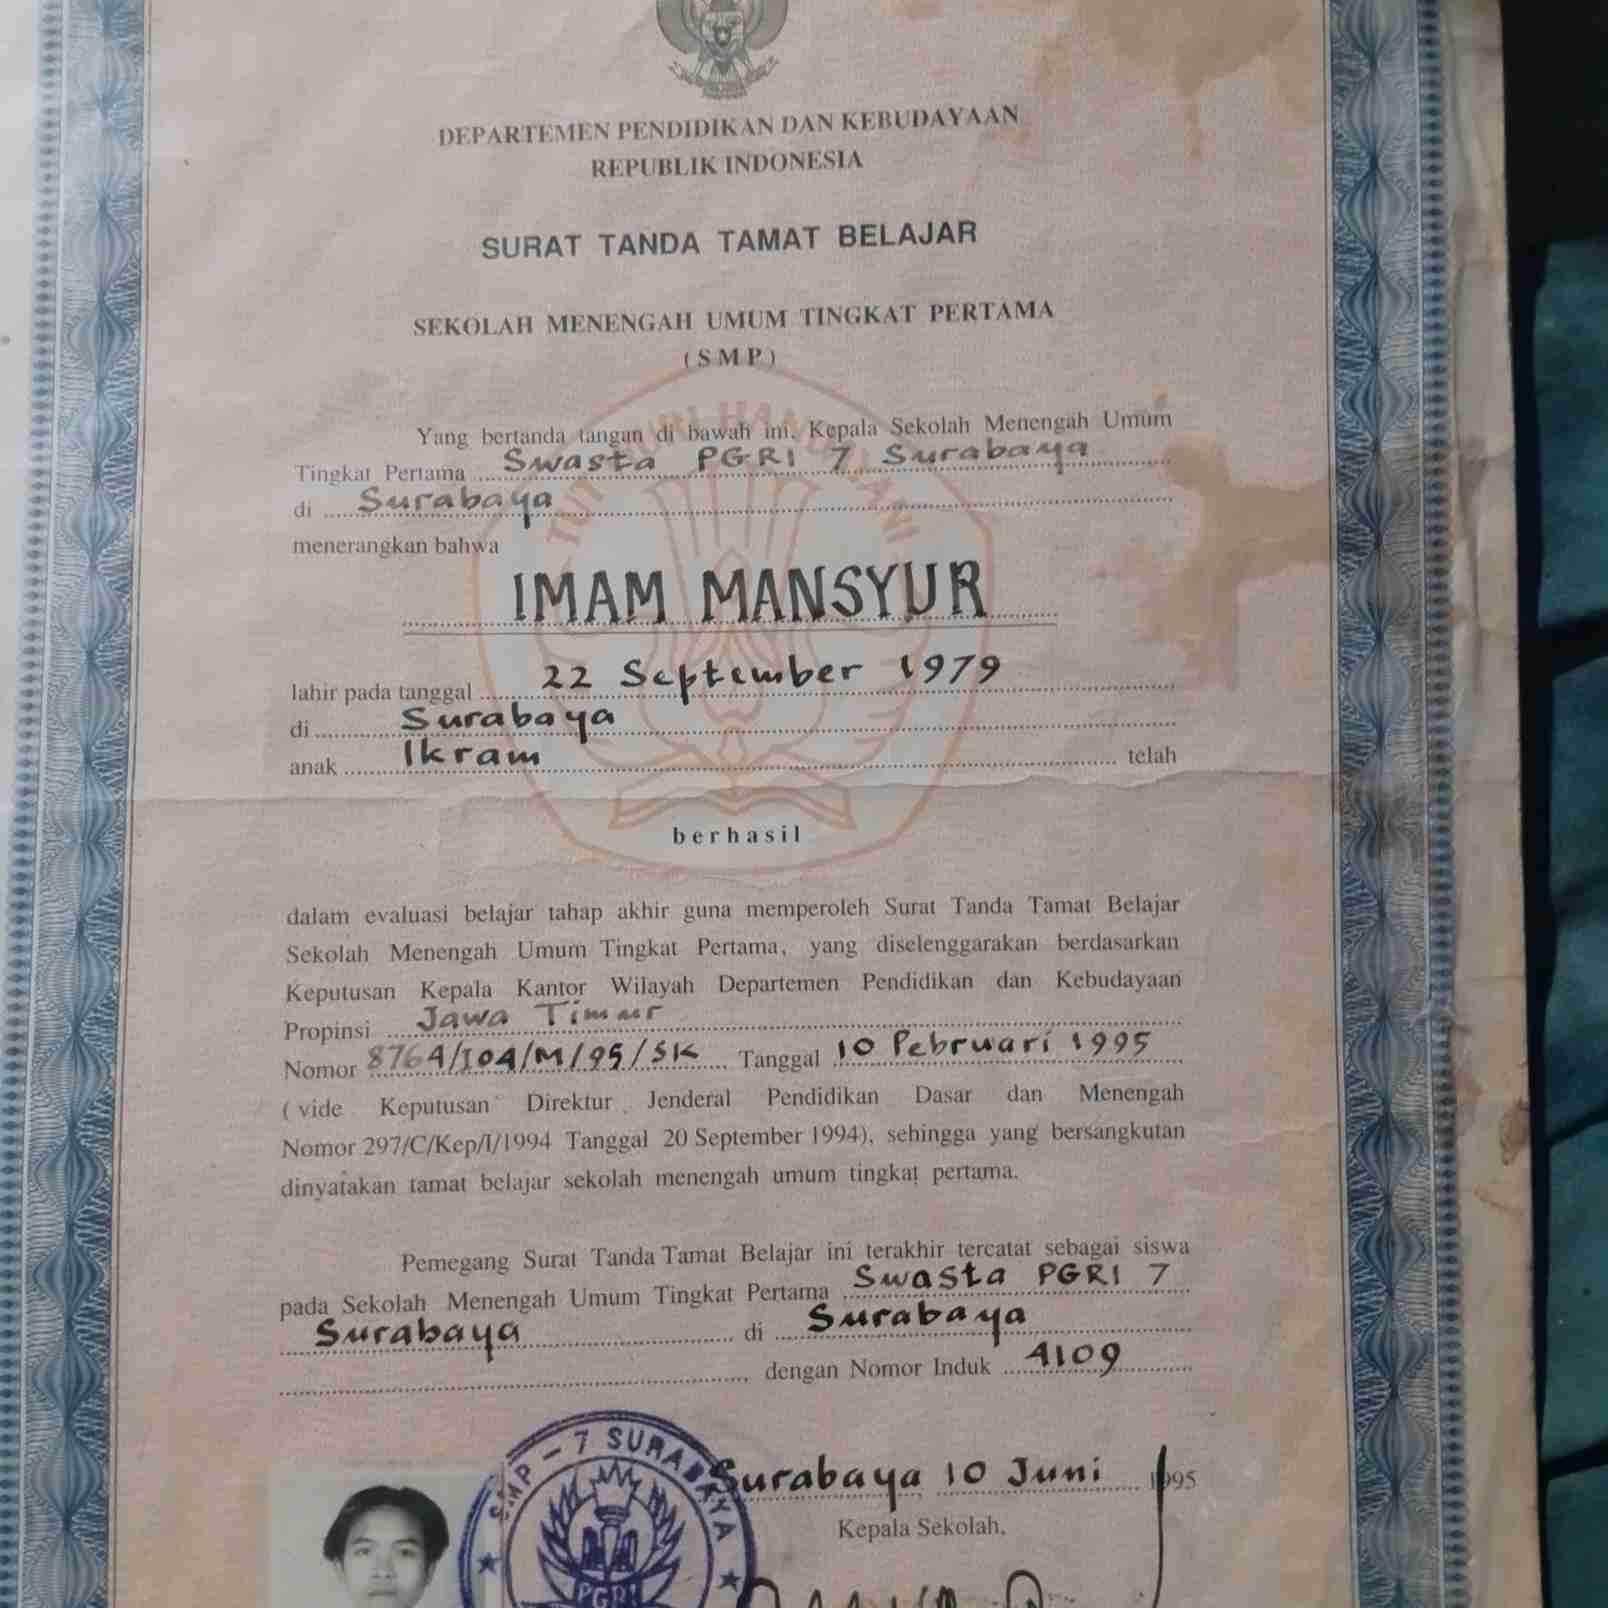 DEPARTEMEN PENDIDIKAN DAN KEBUDAYAAN
REPUBLIK INDONESIA
SURAT TANDA TAMAT BELAJAR
SEKOLAH MENENGAH UMUM TINGKAT PERTAMA
(SMP)
Yang bertanda tangan di bawah ini, Kepala Sekolah Menengah Umum
Tingkat Pertama Swasta PGRI 7 Surabaya
di Surabaya
menerangkan bahwa
IMAM MANSYUR
lahir pada tanggal 22 September 1979
di Surabaya
anak Ikram telah
berhasil
dalam evaluasi belajar tahap akhir guna memperoleh Surat Tanda Tamat Belajar
Sekolah Menengah Umum Tingkat Pertama, yang diselenggarakan berdasarkan
Keputusan Kepala Kantor Wilayah Departemen Pendidikan dan Kebudayaan
Propinsi Jawa Timur
Nomor 8764/I04/M/95/SK Tanggal 10 Pebruari 1995
(vide Keputusan Direktur Jenderal Pendidikan Dasar dan Menengah
Nomor 297/C/Kep/I/1994 Tanggal 20 September 1994), sehingga yang bersangkutan
dinyatakan tamat belajar sekolah menengah umum tingkat pertama.
Pemegang Surat Tanda Tamat Belajar ini terakhir tercatat sebagai siswa
pada Sekolah Menengah Umum Tingkat Pertama Swasta PGRI 7
Surabaya di Surabaya
dengan Nomor Induk 4109
SMP-7 SURABAYA
PGRI
Surabaya 10 Juni 1995
Kepala Sekolah,